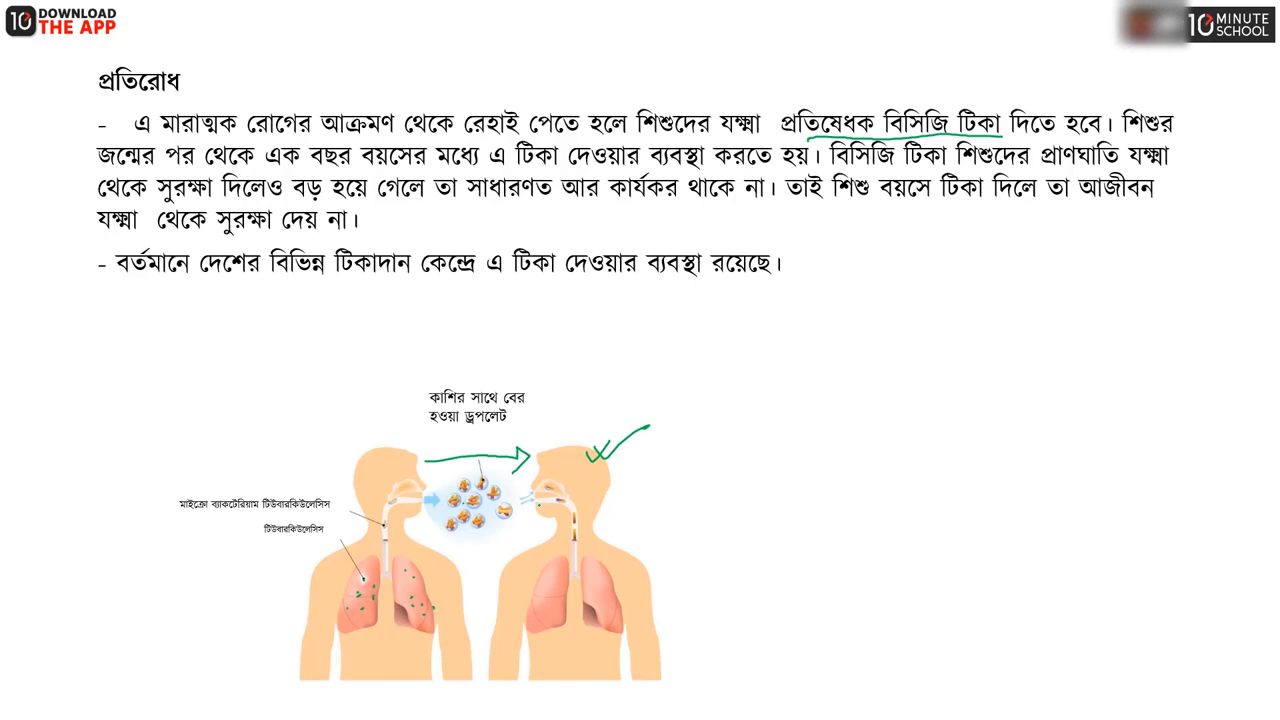 10 DOWNLOAD
THE APP
10 MINUTE
SCHOOL
প্রতিরোধ
- এ মারাত্মক রোগের আক্রমণ থেকে রেহাই পেতে হলে শিশুদের যক্ষ্মা প্রতিষেধক বিসিজি টিকা দিতে হবে। শিশুর
জন্মের পর থেকে এক বছর বয়সের মধ্যে এ টিকা দেওয়ার ব্যবস্থা করতে হয়। বিসিজি টিকা শিশুদের প্রাণঘাতি যক্ষ্মা
থেকে সুরক্ষা দিলেও বড় হয়ে গেলে তা সাধারণত আর কার্যকর থাকে না। তাই শিশু বয়সে টিকা দিলে তা আজীবন
যক্ষ্মা থেকে সুরক্ষা দেয় না।
- বর্তমানে দেশের বিভিন্ন টিকাদান কেন্দ্রে এ টিকা দেওয়ার ব্যবস্থা রয়েছে।
কাশির সাথে বের
হওয়া ড্রপলেট
মাইক্রো ব্যাকটেরিয়াম টিউবারকিউলেসিস
টিউবারকিউলেসিস